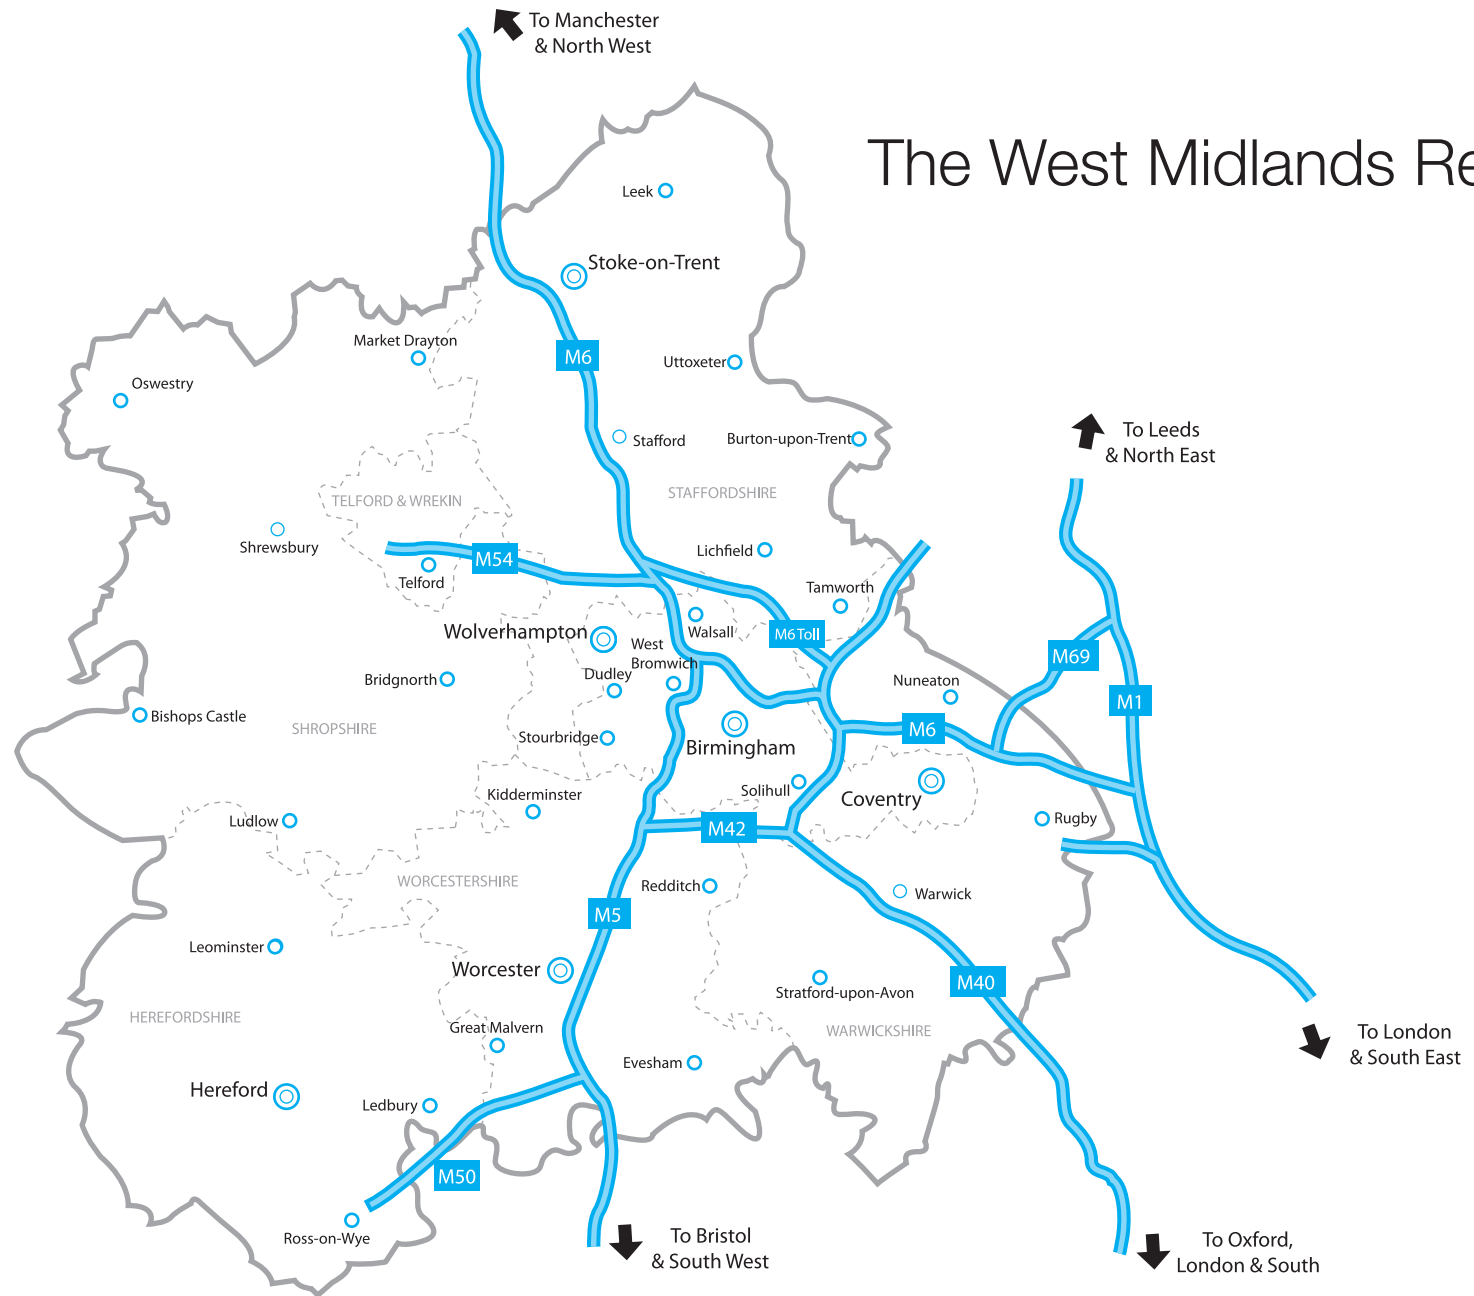 To Manchester
& North West
The West Midlands Re
Leek
Stoke-on-Trent
Market Drayton
M6
Uttoxeter
Oswestry
Stafford
Burton-upon-Trent
To Leeds
& North East
TELFORD & WREKIN
STAFFORDSHIRE
Shrewsbury
M54
Lichfield
Telford
Tamworth
Wolverhampton
Walsall
M6 Toll
West
Bromwich
M69
Dudley
Bridgnorth
Nuneaton
M1
Bishops Castle
SHROPSHIRE
Stourbridge
Birmingham
M6
Kidderminster
Solihull
Coventry
Ludlow
M42
Rugby
WORCESTERSHIRE
Redditch
Warwick
M5
Leominster
Worcester
Stratford-upon-Avon
M40
HEREFORDSHIRE
Great Malvern
WARWICKSHIRE
To London
& South East
Evesham
Hereford
Ledbury
M50
Ross-on-Wye
To Bristol
& South West
To Oxford,
London & South